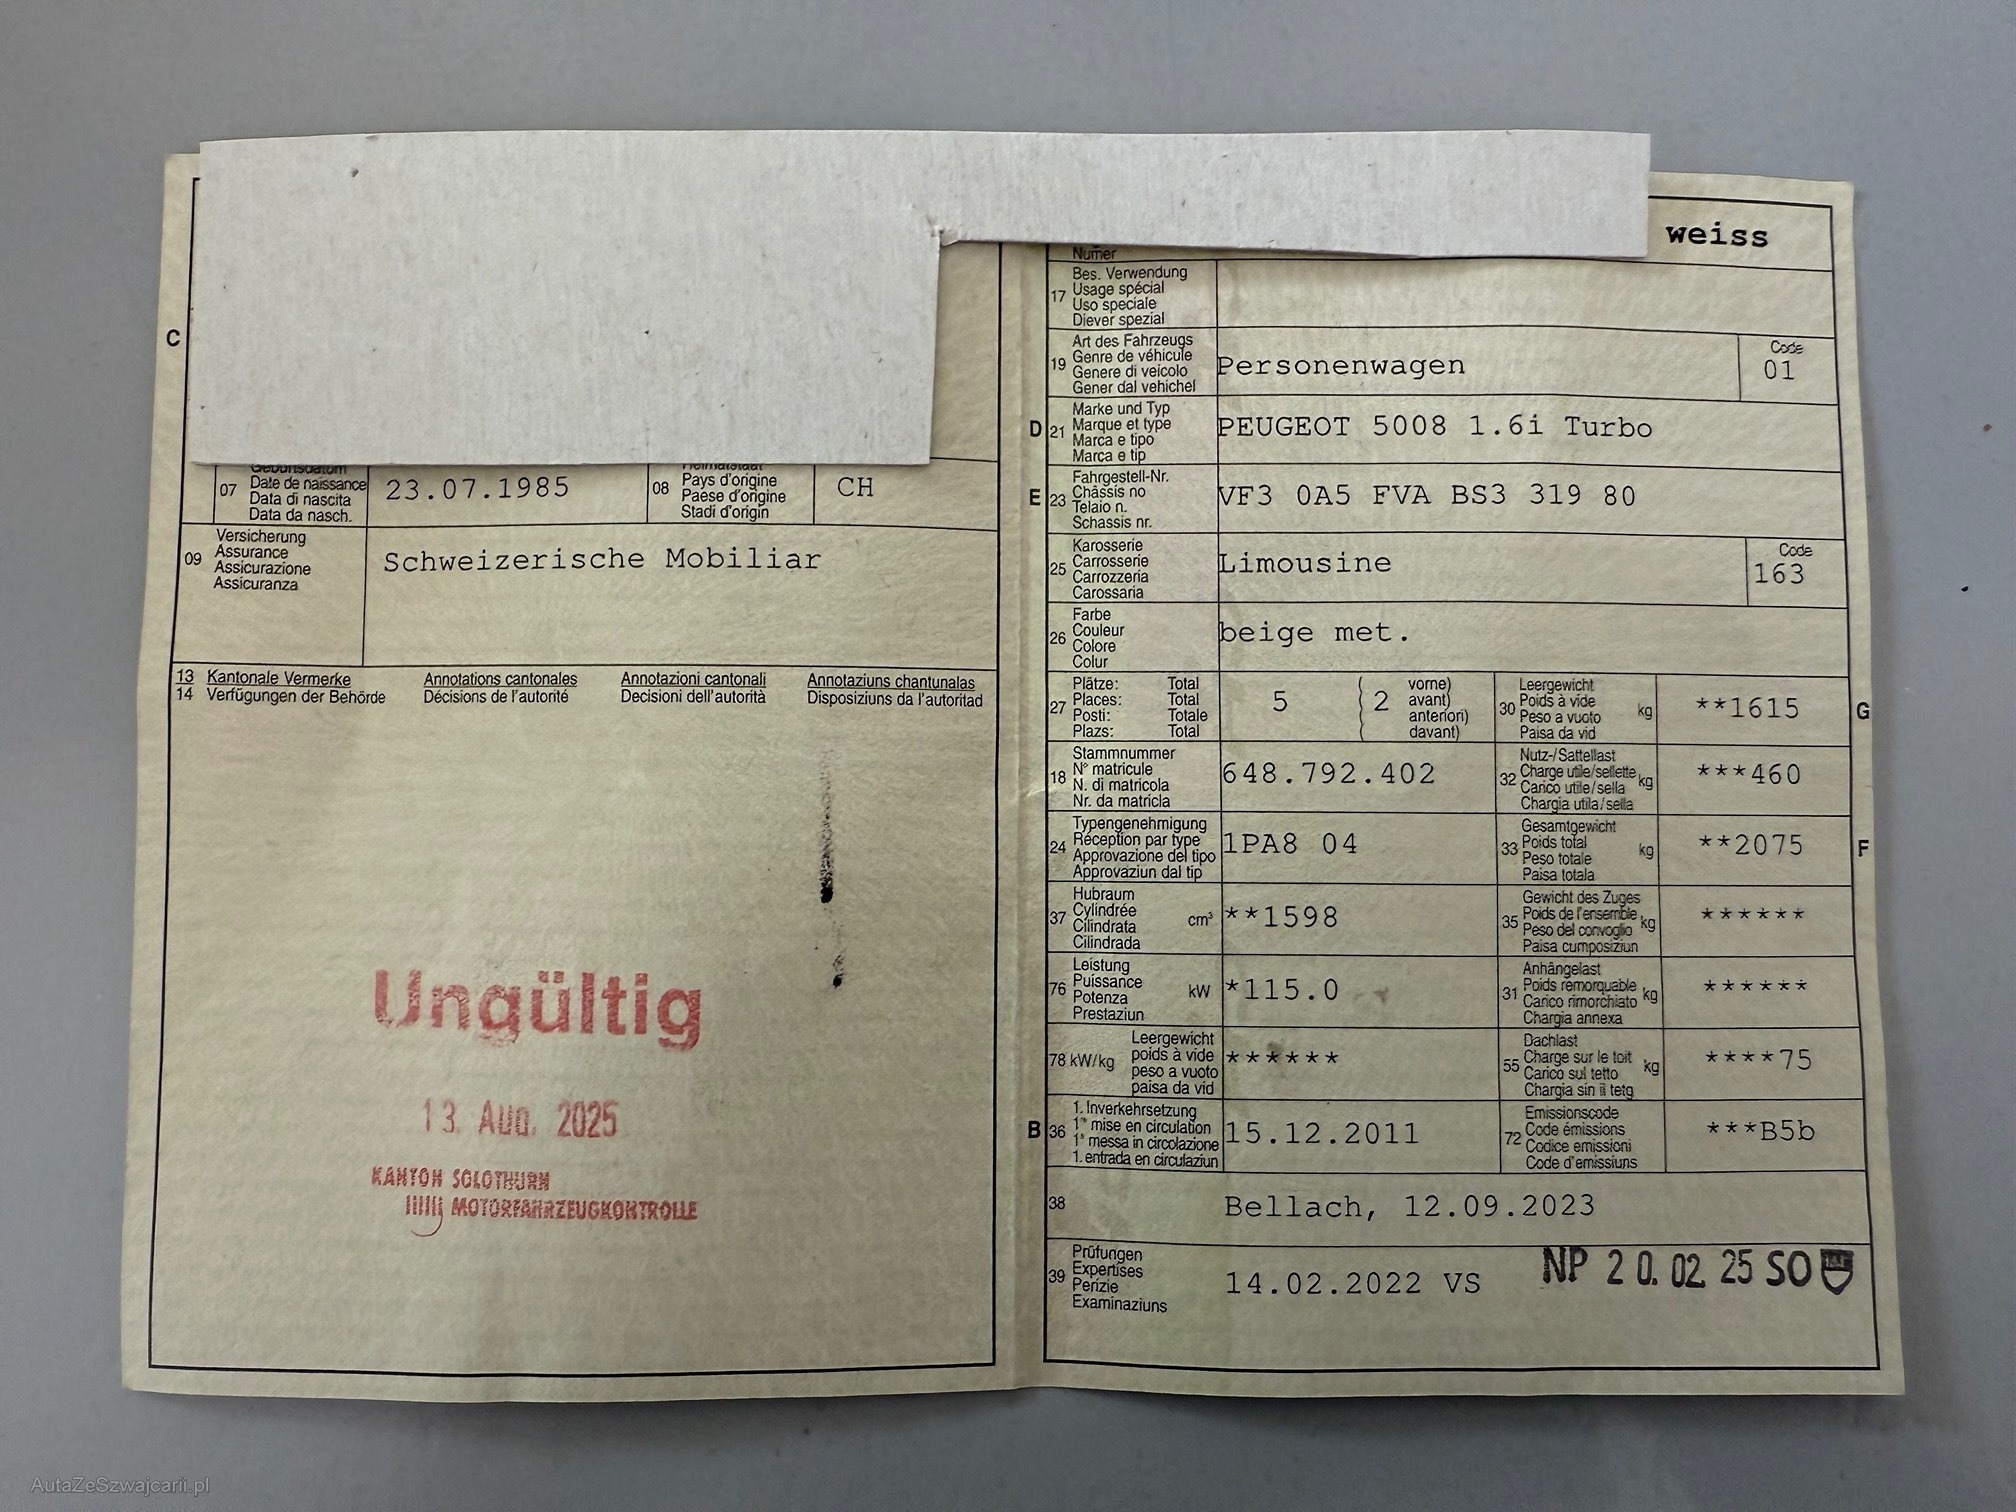 C
Geburtsdatum
07 Date de naissance
Data di nascita
Data da nasch.
23.07.1985
Heimatstaat
08 Pays d'origine
Paese d'origine
Stadi d'origin
CH
Versicherung
09 Assurance
Assicurazione
Assicuranza
Schweizerische Mobiliar
13 Kantonale Vermerke Annotations cantonales Annotazioni cantonali Annotaziuns chantunalas
14 Verfügungen der Behörde Décisions de l'autorité Decisioni dell'autorità Disposiziuns da l'autoritad
Ungültig
13. Aug. 2025
KANTON SOLOTHURN
MOTORFAHRZEUGKONTROLLE
weiss
Numer
Bes. Verwendung
17 Usage spécial
Uso speciale
Diever spezial
Art des Fahrzeugs
19 Genre de véhicule
Genere di veicolo
Gener dal vehichel
Personenwagen
Code
01
Marke und Typ
D 21 Marque et type
Marca e tipo
Marca e tip
PEUGEOT 5008 1.6i Turbo
Fahrgestell-Nr.
E 23 Châssis no
Telaio n.
Schassis nr.
VF3 0A5 FVA BS3 319 80
Karosserie
25 Carrosserie
Carrozzeria
Carossaria
Limousine
Code
163
Farbe
26 Couleur
Colore
Colur
beige met.
Plätze: Total
27 Places: Total
Posti: Totale
Plazs: Total
5 ( 2 vorne)
( avant)
( anteriori)
( davant)
Leergewicht
30 Poids à vide kg
Peso a vuoto
Paisa da vid
**1615 G
Stammnummer
18 N° matricule
N. di matricola
Nr. da matricla
648.792.402
Nutz-/Sattellast
32 Charge utile/sellette kg
Carico utile/sella
Chargia utila/sella
***460
Typengenehmigung
24 Réception par type
Approvazione del tipo
Approvaziun dal tip
1PA8 04
Gesamtgewicht
33 Poids total kg
Peso totale
Paisa totala
**2075 F
Hubraum
37 Cylindrée cm³
Cilindrata
Cilindrada
**1598
Gewicht des Zuges
35 Poids de l'ensemble kg
Peso del convoglio
Paisa cumposiziun
******
Leistung
76 Puissance kW
Potenza
Prestaziun
*115.0
Anhängelast
31 Poids remorquable kg
Carico rimorchiato
Chargia annexa
******
Leergewicht
78 kW/kg poids à vide
peso a vuoto
paisa da vid
******
Dachlast
55 Charge sur le toit kg
Carico sul tetto
Chargia sin il tetg
****75
1. Inverkehrsetzung
B 36 1re mise en circulation
1a messa in circolazione
1. entrada en circulaziun
15.12.2011
Emissionscode
72 Code émissions
Codice emissioni
Code d'emissiuns
***B5b
38 Bellach, 12.09.2023
Prüfungen
39 Expertises
Perizie
Examinaziuns
14.02.2022 VS
NP 20.02.25 SO
AutaZeSzwajcarii.pl